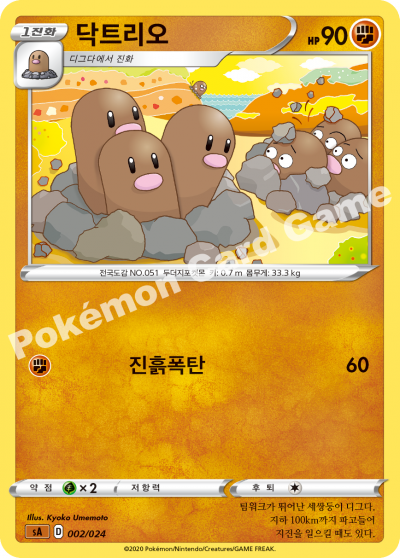 1진화
닥트리오
HP 90
디그다에서 진화
전국도감 NO.051 두더지포켓몬 키: 0.7 m 몸무게: 33.3 kg
Pokémon Card Game
진흙폭탄 60
약점 ×2 저항력 후퇴
Illus. Kyoko Umemoto
sA D 002/024
팀워크가 뛰어난 세쌍둥이 디그다.
지하 100km까지 파고들어
지진을 일으킬 때도 있다.
©2020 Pokémon/Nintendo/Creatures/GAME FREAK.